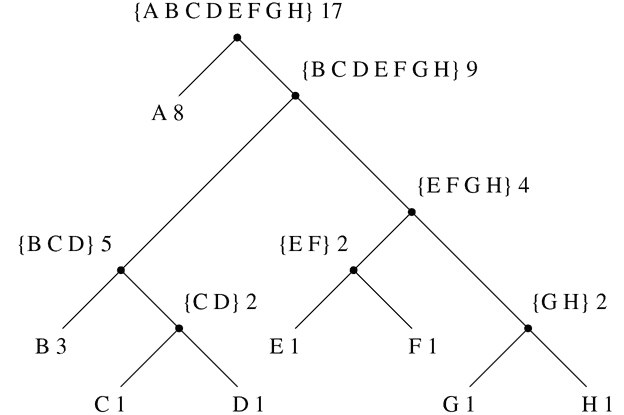 {A B C D E F G H} 17
{B C D E F G H} 9
A 8
{E F G H} 4
{B C D} 5
{E F} 2
{C D} 2
{G H} 2
B 3
E 1
F 1
C 1
D 1
G 1
H 1